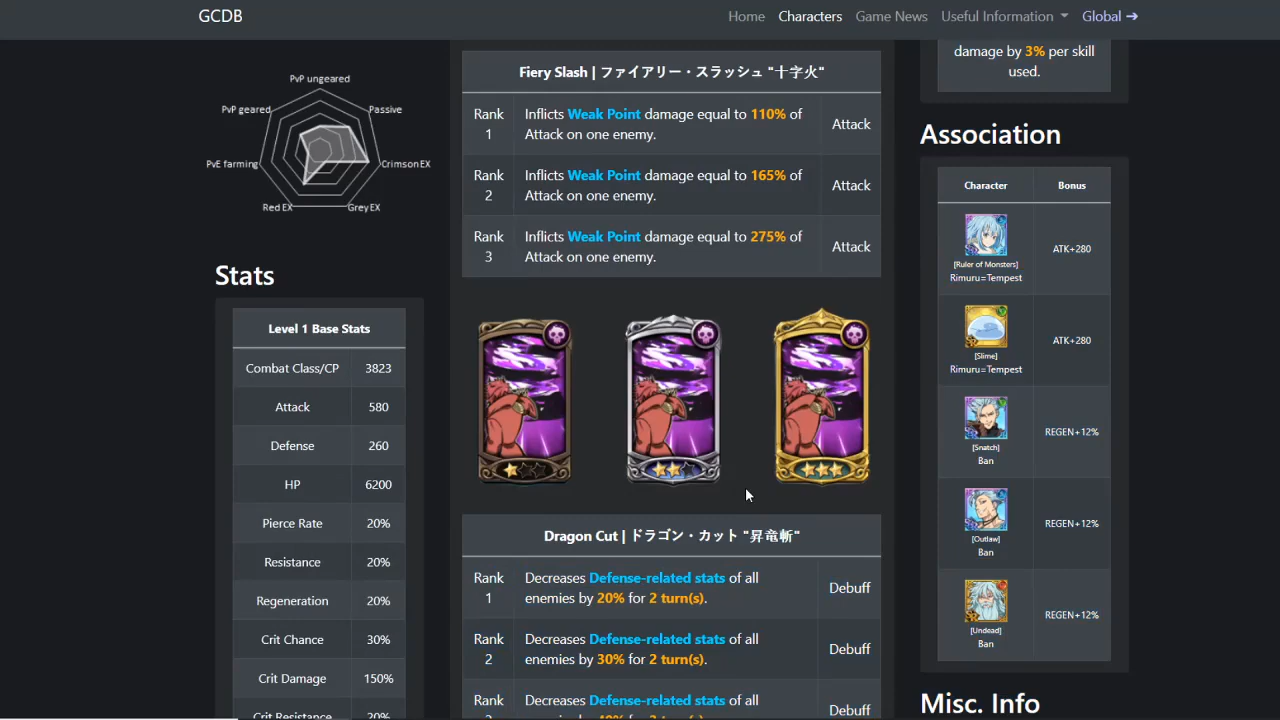 GCDB
Home Characters Game News Useful Information Global →
PvP ungeared
PvP geared
Passive
PvE farming
Crimson EX
Red EX
Grey EX
Stats
Level 1 Base Stats
Combat Class/CP 3823
Attack 580
Defense 260
HP 6200
Pierce Rate 20%
Resistance 20%
Regeneration 20%
Crit Chance 30%
Crit Damage 150%
Crit Resistance 20%
Fiery Slash | ファイアリー・スラッシュ "十字火"
Rank 1
Inflicts Weak Point damage equal to 110% of
Attack on one enemy.
Attack
Rank 2
Inflicts Weak Point damage equal to 165% of
Attack on one enemy.
Attack
Rank 3
Inflicts Weak Point damage equal to 275% of
Attack on one enemy.
Attack
Dragon Cut | ドラゴン・カット "昇竜斬"
Rank 1
Decreases Defense-related stats of all
enemies by 20% for 2 turn(s).
Debuff
Rank 2
Decreases Defense-related stats of all
enemies by 30% for 2 turn(s).
Debuff
Rank
Decreases Defense-related stats of all
Debuff
damage by 3% per skill
used.
Association
Character Bonus
[Ruler of Monsters]
Rimuru=Tempest
ATK+280
[Slime]
Rimuru=Tempest
ATK+280
[Snatch]
Ban
REGEN+12%
[Outlaw]
Ban
REGEN+12%
[Undead]
Ban
REGEN+12%
Misc. Info